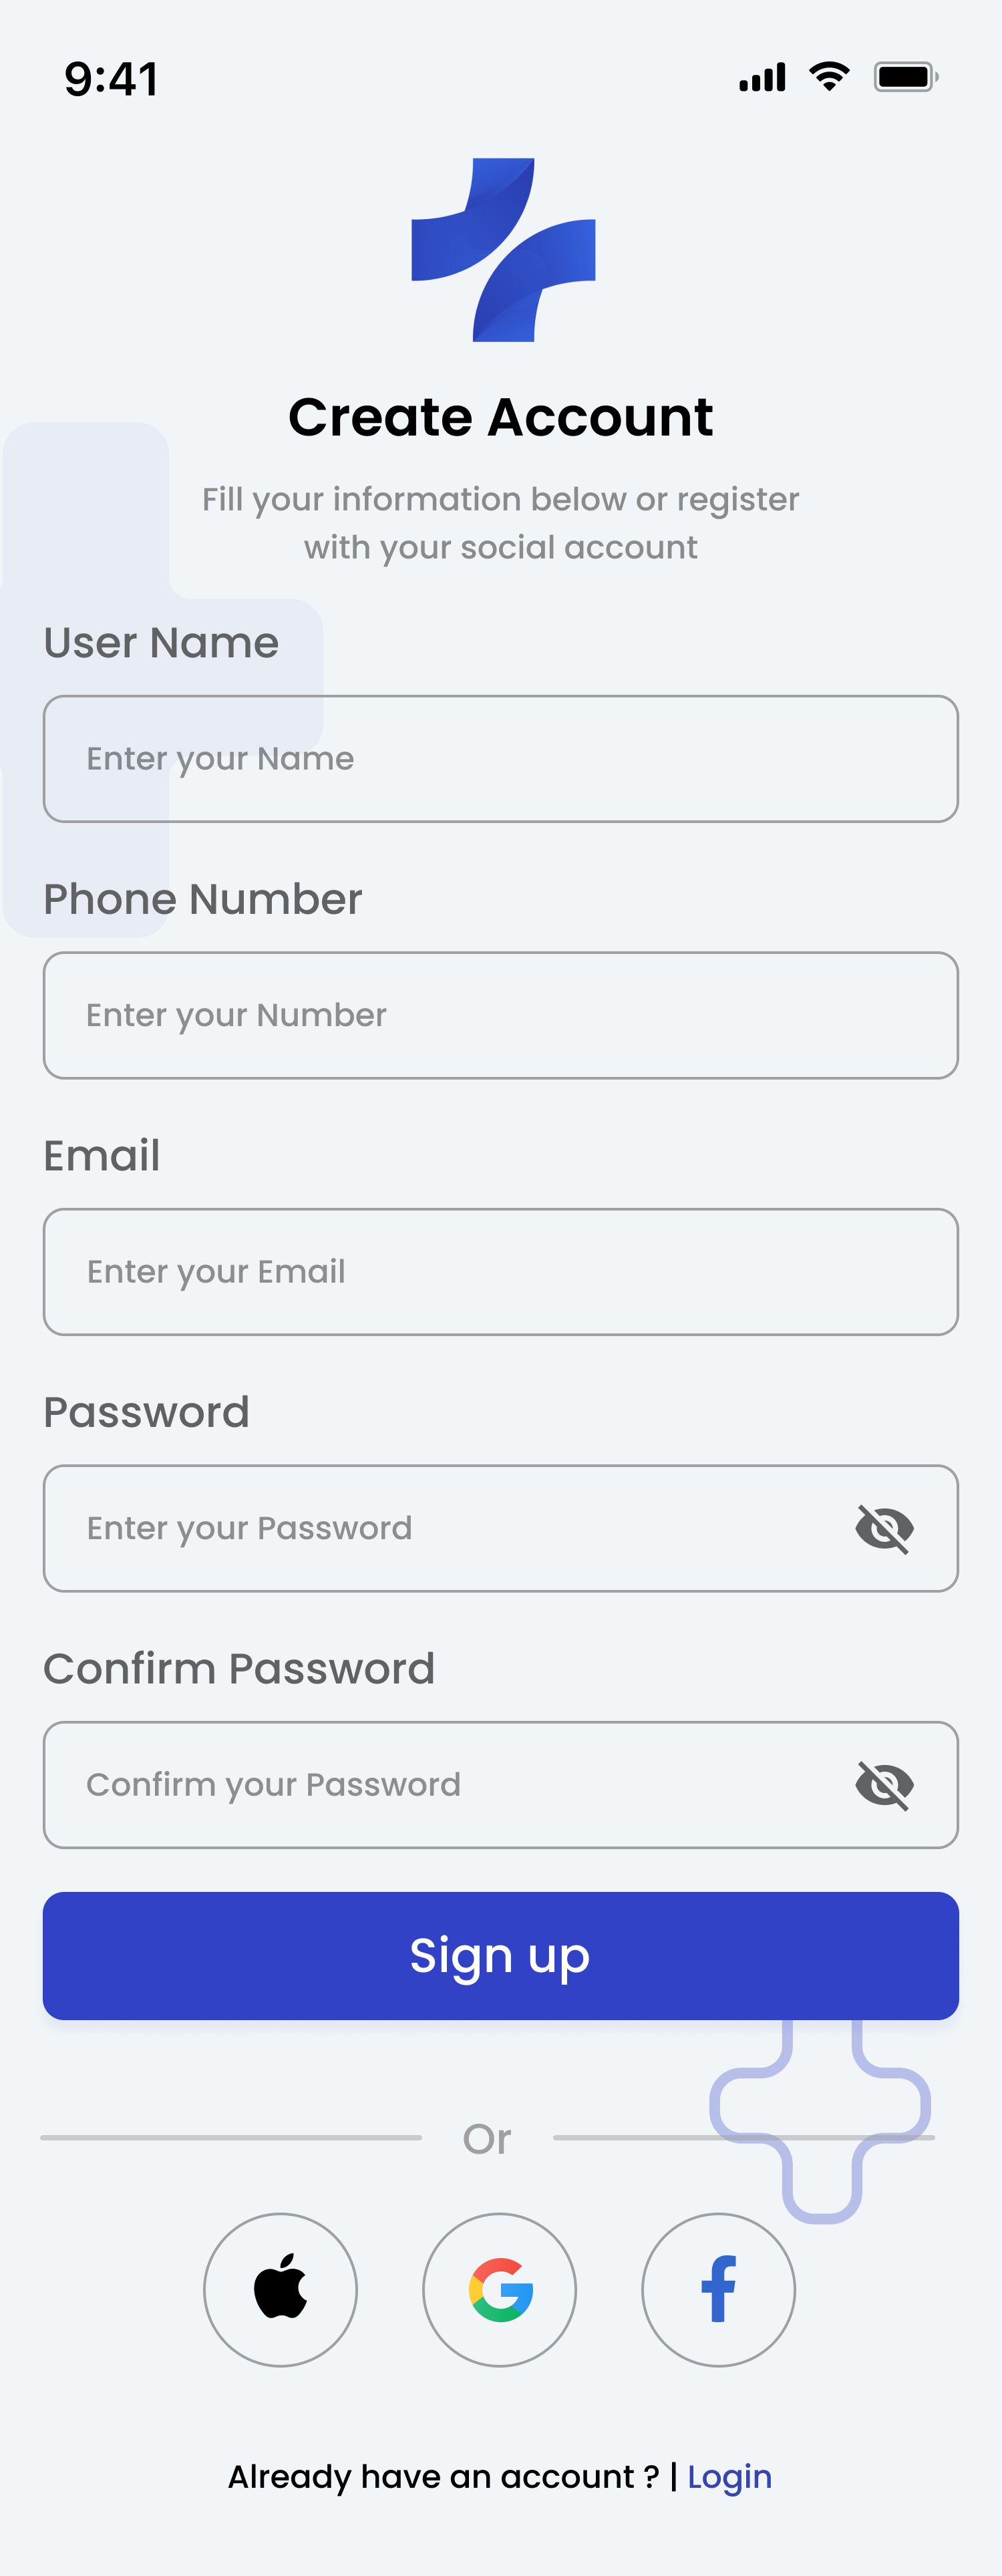 9:41
Create Account
Fill your information below or register
with your social account
User Name
Enter your Name
Phone Number
Enter your Number
Email
Enter your Email
Password
Enter your Password
Confirm Password
Confirm your Password
Sign up
Or
Already have an account ? | Login